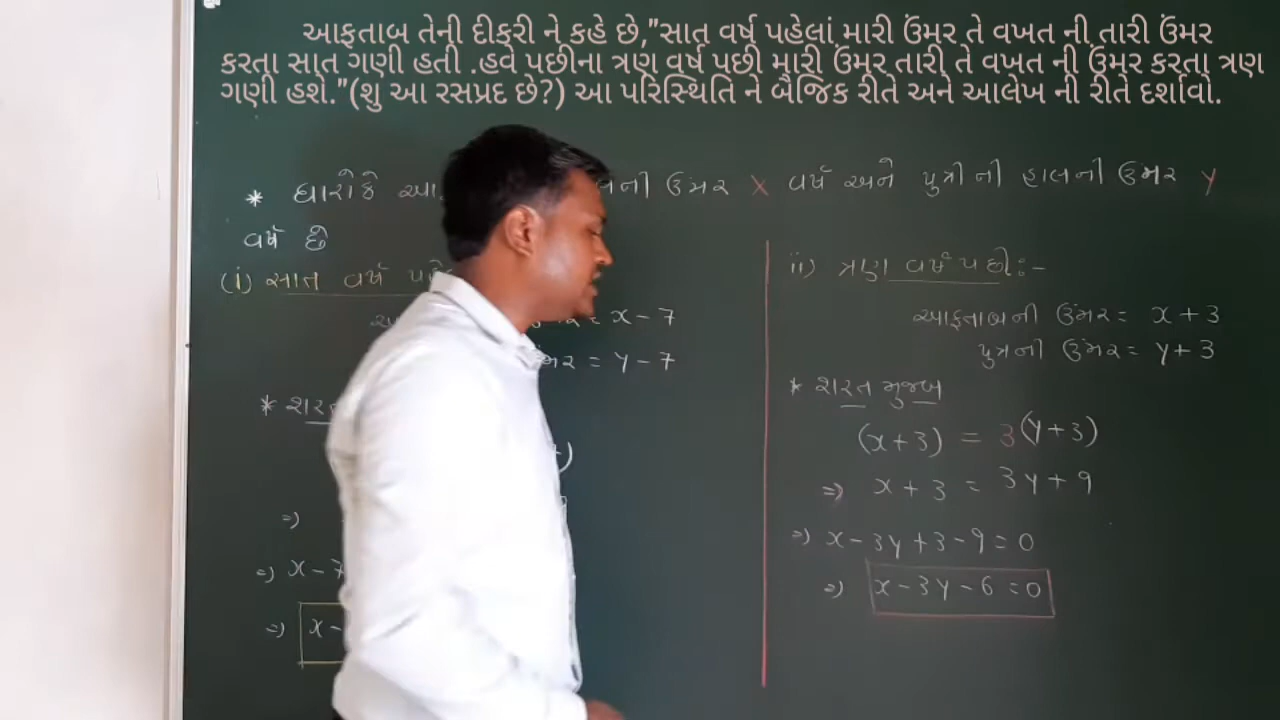 આફતાબ તેની દીકરી ને કહે છે,"સાત વર્ષ પહેલાં મારી ઉંમર તે વખત ની તારી ઉંમર
કરતા સાત ગણી હતી .હવે પછીના ત્રણ વર્ષ પછી મારી ઉંમર તારી તે વખત ની ઉંમર કરતા ત્રણ
ગણી હશે."(શુ આ રસપ્રદ છે?) આ પરિસ્થિતિ ને બૈજિક રીતે અને આલેખ ની રીતે દર્શાવો.
* ધારોકે ઉંમર x વર્ષ અને પુત્રીની હાલની ઉંમર y
વર્ષ છે
(i) સાત વર્ષ
= x - 7
= y - 7
*
=)
=) x - 7
=) x -
ii) ત્રણ વર્ષ પછી:-
આફતાબની ઉંમર = x + 3
પુત્રની ઉંમર = y + 3
* શરત મુજબ
(x+3) = 3(y+3)
=) x + 3 = 3y + 9
=) x - 3y + 3 - 9 = 0
=) x - 3y - 6 = 0